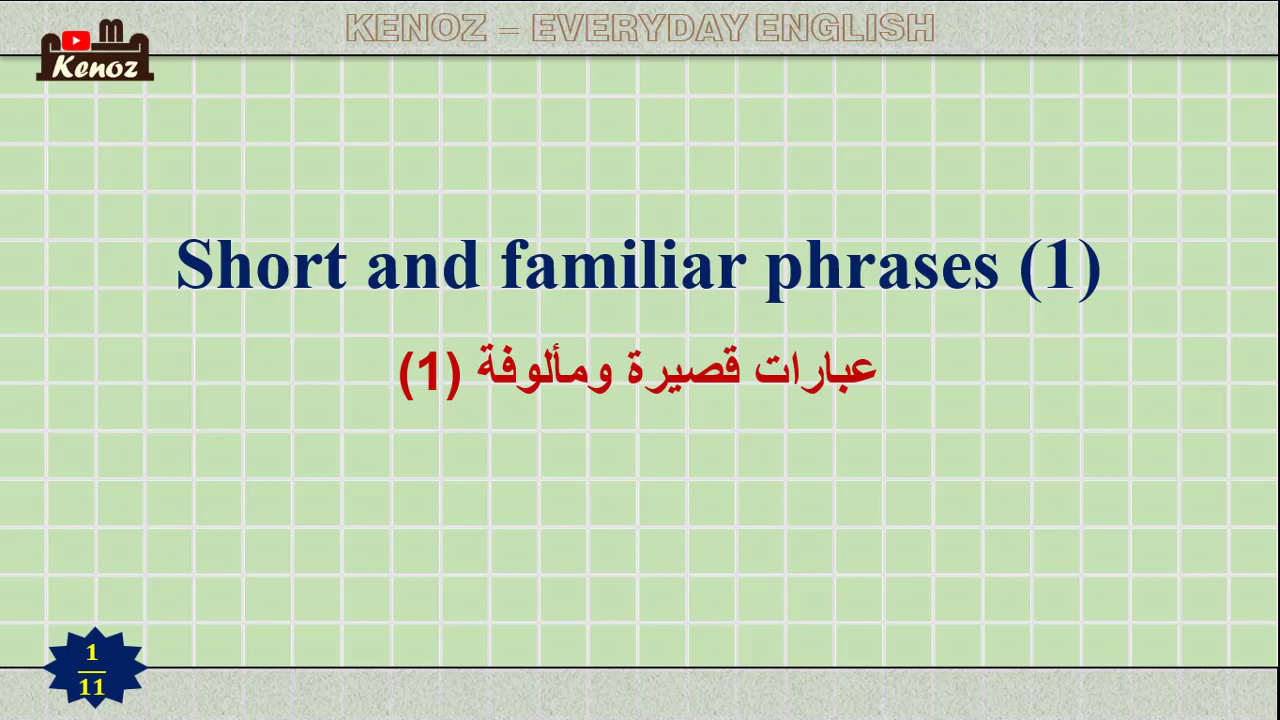 KENOZ – EVERYDAY ENGLISH
Kenoz
Short and familiar phrases (1)
عبارات قصيرة ومألوفة (1)
1
11